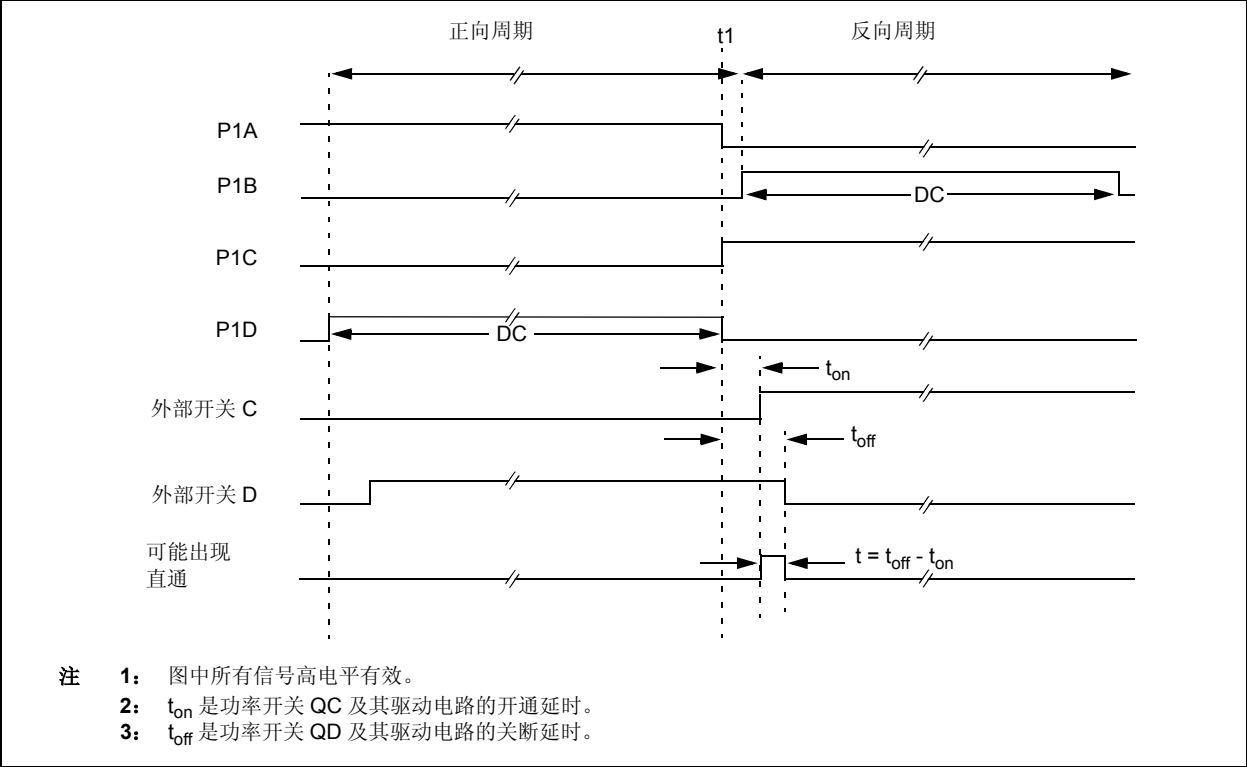 正向周期
t1
反向周期
P1A
P1B
DC
P1C
P1D
DC
ton
外部开关 C
toff
外部开关 D
可能出现
直通
t = toff - ton
注 1： 图中所有信号高电平有效。
2： ton 是功率开关 QC 及其驱动电路的开通延时。
3： toff 是功率开关 QD 及其驱动电路的关断延时。